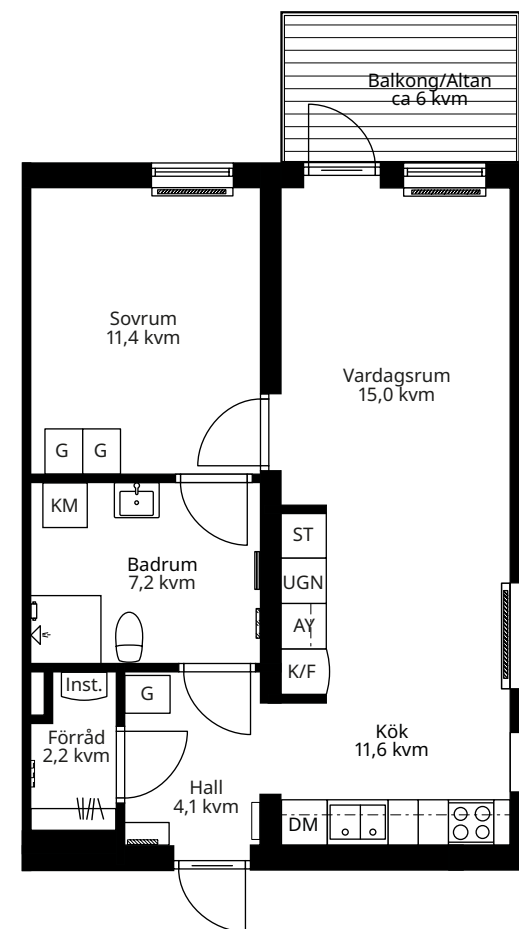 Balkong/Altan
ca 6 kvm
Sovrum
11,4 kvm
Vardagsrum
15,0 kvm
G G
KM
ST
Badrum
7,2 kvm
UGN
AY
K/F
Inst.
G
Förråd
2,2 kvm
Kök
11,6 kvm
Hall
4,1 kvm
DM